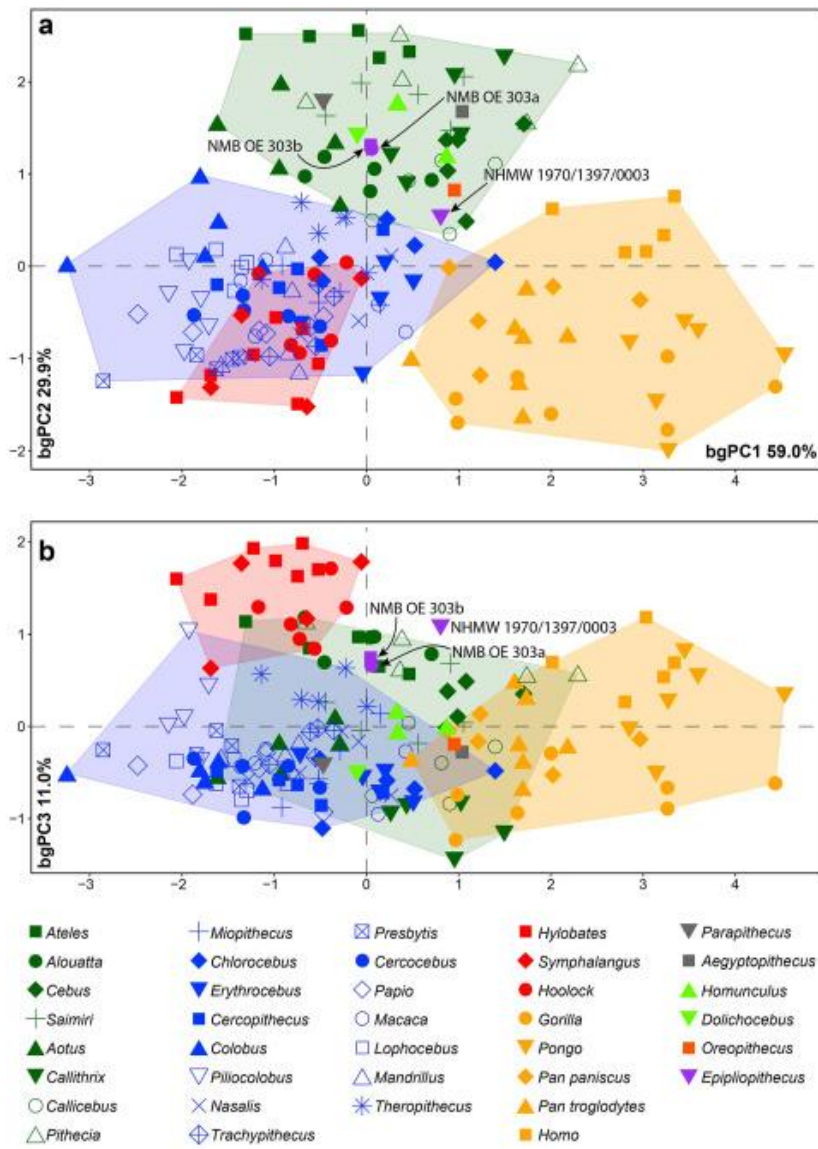 a
2
1
0
−1
−2
NMB OE 303a
NMB OE 303b
NHMW 1970/1397/0003
bgPC2 29.9%
bgPC1 59.0%
−3 −2 −1 0 1 2 3 4
b
2
1
0
−1
NMB OE 303b
NHMW 1970/1397/0003
NMB OE 303a
bgPC3 11.0%
−3 −2 −1 0 1 2 3 4
Ateles Miopithecus Presbytis Hylobates Parapithecus
Alouatta Chlorocebus Cercocebus Symphalangus Aegyptopithecus
Cebus Erythrocebus Papio Hoolock Homunculus
Saimiri Cercopithecus Macaca Gorilla Dolichocebus
Aotus Colobus Lophocebus Pongo Oreopithecus
Callithrix Piliocolobus Mandrillus Pan paniscus Epipliopithecus
Callicebus Nasalis Theropithecus Pan troglodytes
Pithecia Trachypithecus Homo